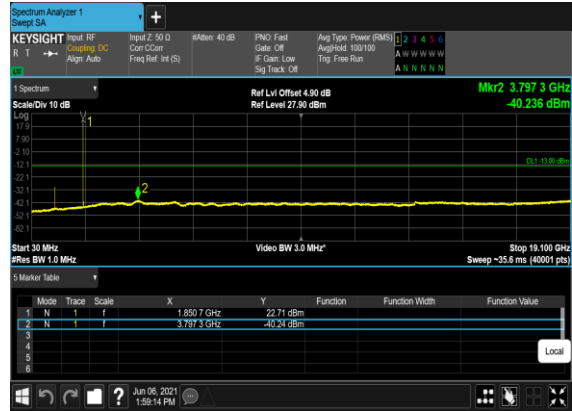 Spectrum Analyzer 1
Swept SA
+
KEYSIGHT Input: RF Input Z: 50 Ω #Atten: 40 dB PNO: Fast Avg Type: Power (RMS) 1 2 3 4 5 6
R T Coupling: DC Corr CCorr Gate: Off Avg|Hold: 100/100 A W W W W W
Align: Auto Freq Ref: Int (S) IF Gain: Low Trig: Free Run
Sig Track: Off A N N N N N
1 Spectrum Ref Lvl Offset 4.90 dB Mkr2 3.797 3 GHz
Scale/Div 10 dB Ref Level 27.90 dBm -40.236 dBm
Log
17.9
1
7.90
-2.10
-12.1
DL1 -13.00 dBm
-22.1
-32.1
2
-42.1
-52.1
-62.1
Start 30 MHz Video BW 3.0 MHz* Stop 19.100 GHz
#Res BW 1.0 MHz Sweep ~35.6 ms (40001 pts)
5 Marker Table
Mode Trace Scale X Y Function Function Width Function Value
1 N 1 f 1.850 7 GHz 22.71 dBm
2 N 1 f 3.797 3 GHz -40.24 dBm
3
4
5
6
Local
? Jun 06, 2021
1:59:14 PM